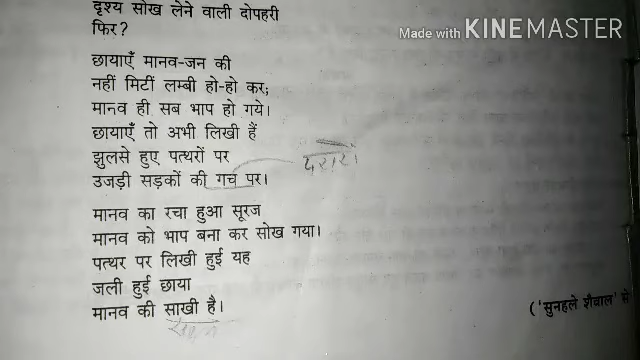 दृश्य सोख लेने वाली दोपहरी
फिर?
Made with KINEMASTER
छायाएँ मानव-जन की
नहीं मिटीं लम्बी हो-हो कर;
मानव ही सब भाप हो गये।
छायाएँ तो अभी लिखी हैं
झुलसे हुए पत्थरों पर
दरारों
उजड़ी सड़कों की गच पर।
मानव का रचा हुआ सूरज
मानव को भाप बना कर सोख गया।
पत्थर पर लिखी हुई यह
जली हुई छाया
मानव की साखी है।
('सुनहले शैवाल' से